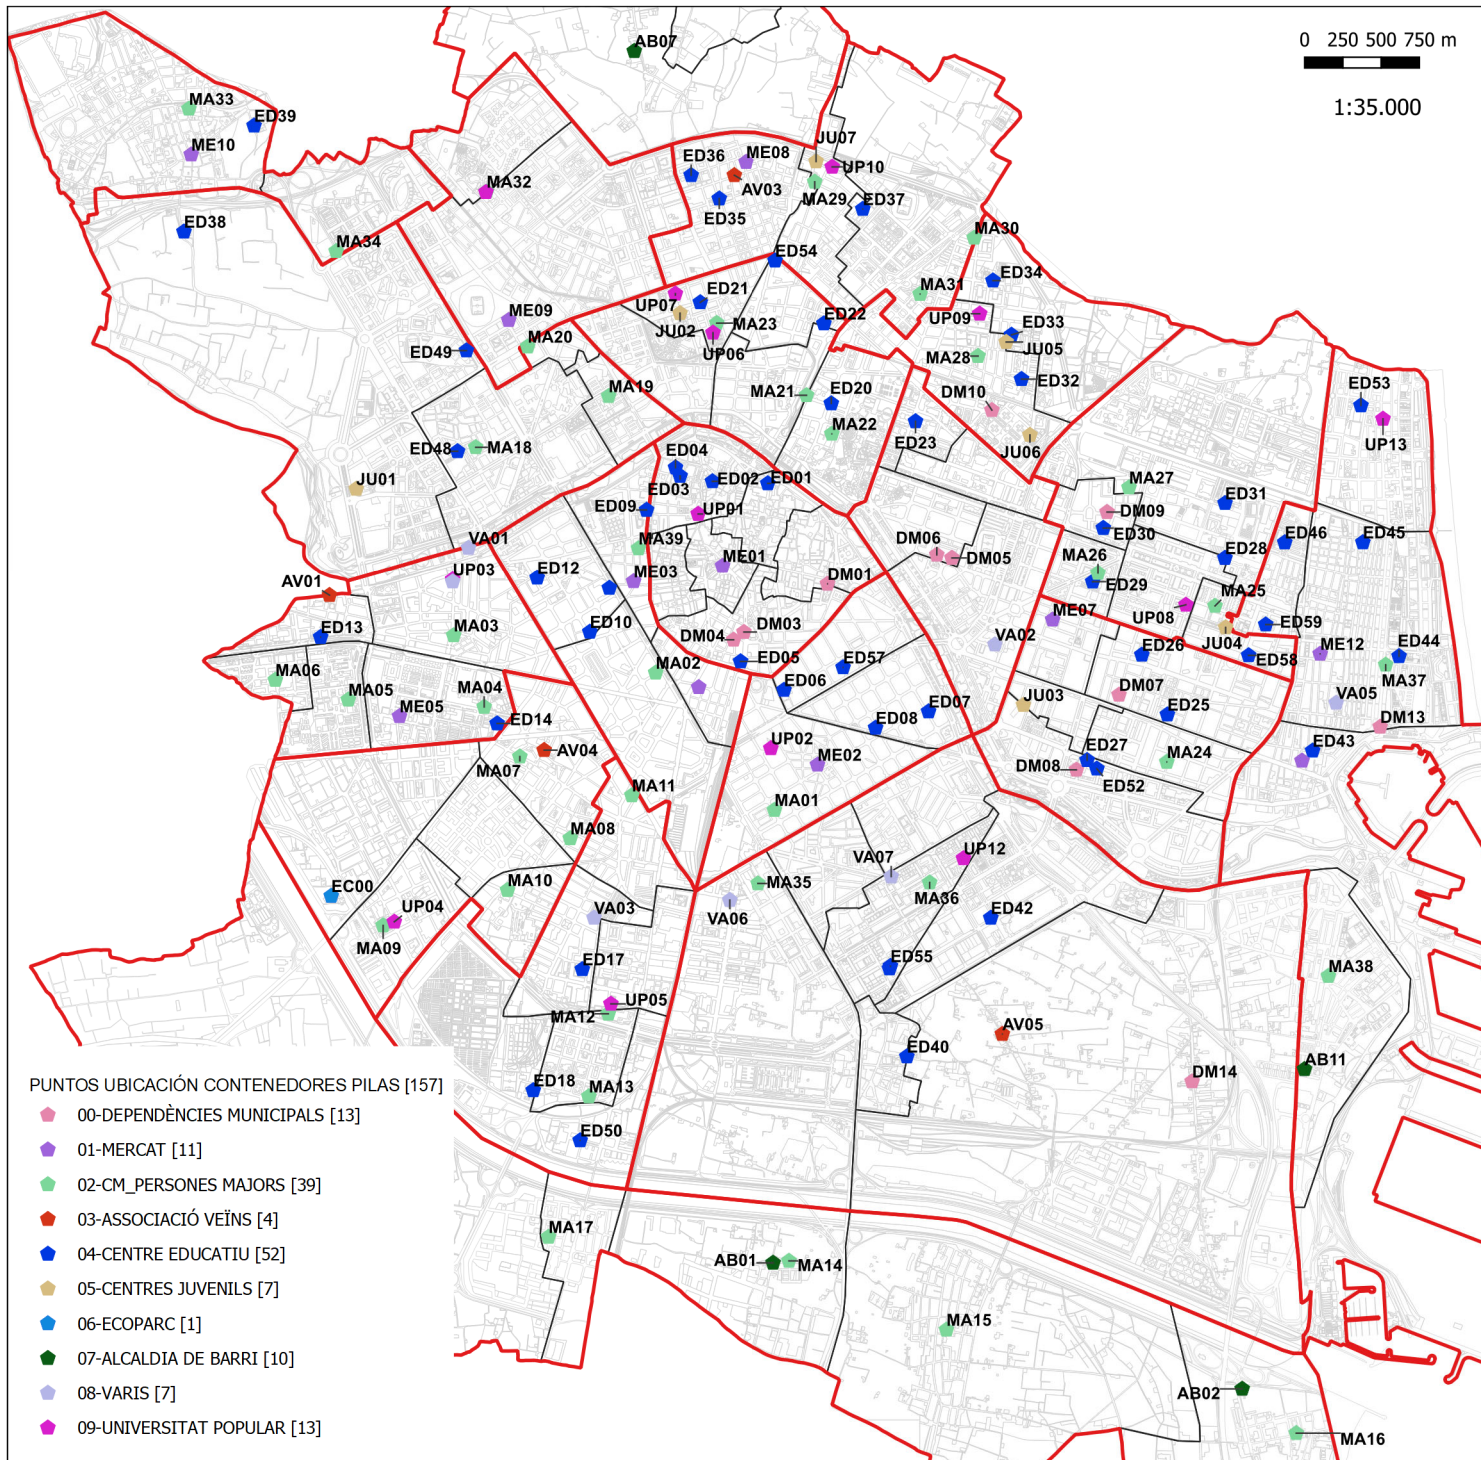 AB07
0 250 500 750 m
1:35.000
MA33
ED39
ME10
JU07
ED36
ME08
UP10
MA32
AV03
MA29
ED37
ED35
ED38
MA30
MA34
ED54
ED34
ED21
MA31
UP07
ME09
UP09
JU02
MA23
ED22
ED33
MA20
JU05
ED49
UP06
MA28
ED32
MA19
MA21
ED20
DM10
ED53
MA22
UP13
ED23
ED48
MA18
ED04
JU06
JU01
ED03
ED02
ED01
MA27
ED31
ED09
UP01
DM09
ED30
VA01
MA39
DM06
DM05
ED46
ED45
MA26
ED28
AV01
UP03
ED12
ME03
ME01
DM01
ED29
MA25
ED13
MA03
ED10
DM04
DM03
ME07
UP08
JU04
ED59
VA02
ED26
ED58
ME12
ED44
MA06
MA02
ED05
ED57
ED06
MA37
MA05
MA04
DM07
VA05
ME05
ED14
JU03
ED25
ED07
ED08
DM13
AV04
UP02
ME02
ED27
ED43
MA07
DM08
ED52
MA24
MA11
MA01
MA08
VA07
UP12
EC00
MA10
MA35
MA36
UP04
VA03
VA06
ED42
MA09
ED17
ED55
MA38
UP05
MA12
AV05
ED40
AB11
DM14
PUNTOS UBICACIÓN CONTENEDORES PILAS [157]
ED18
MA13
00-DEPENDÈNCIES MUNICIPALS [13]
ED50
01-MERCAT [11]
02-CM_PERSONES MAJORS [39]
03-ASSOCIACIÓ VEÏNS [4]
MA17
04-CENTRE EDUCATIU [52]
AB01
MA14
05-CENTRES JUVENILS [7]
06-ECOPARC [1]
MA15
07-ALCALDIA DE BARRI [10]
08-VARIS [7]
AB02
09-UNIVERSITAT POPULAR [13]
MA16